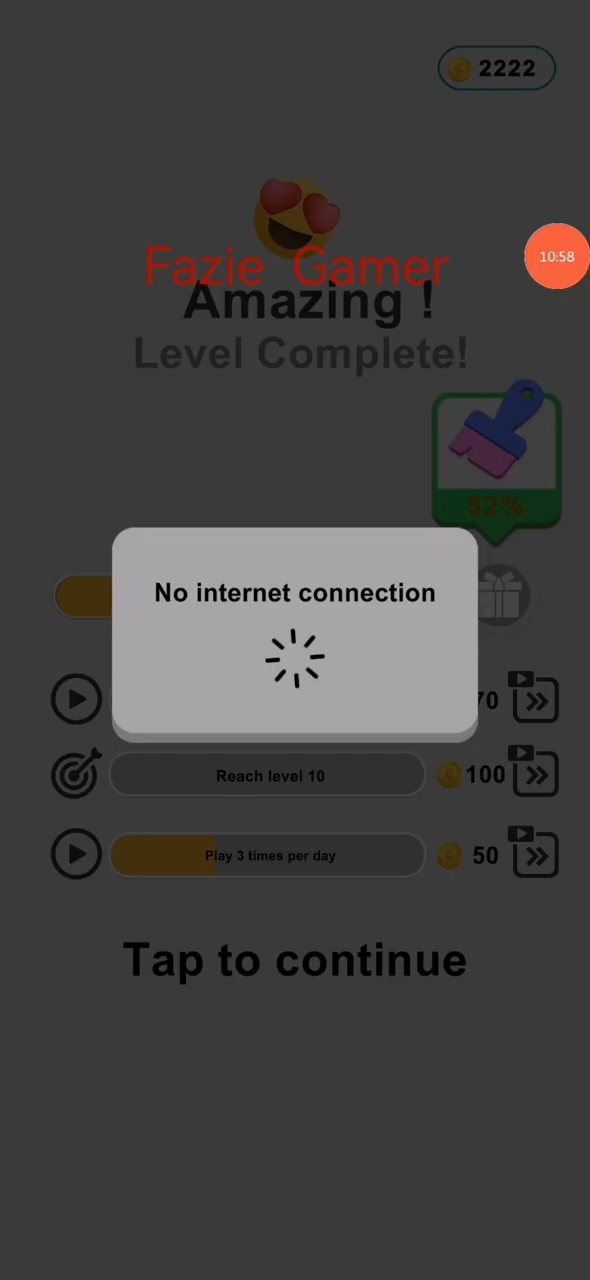 2222
Fazie Gamer
10:58
Amazing !
Level Complete!
52%
No internet connection
70
Reach level 10
100
Play 3 times per day
50
Tap to continue